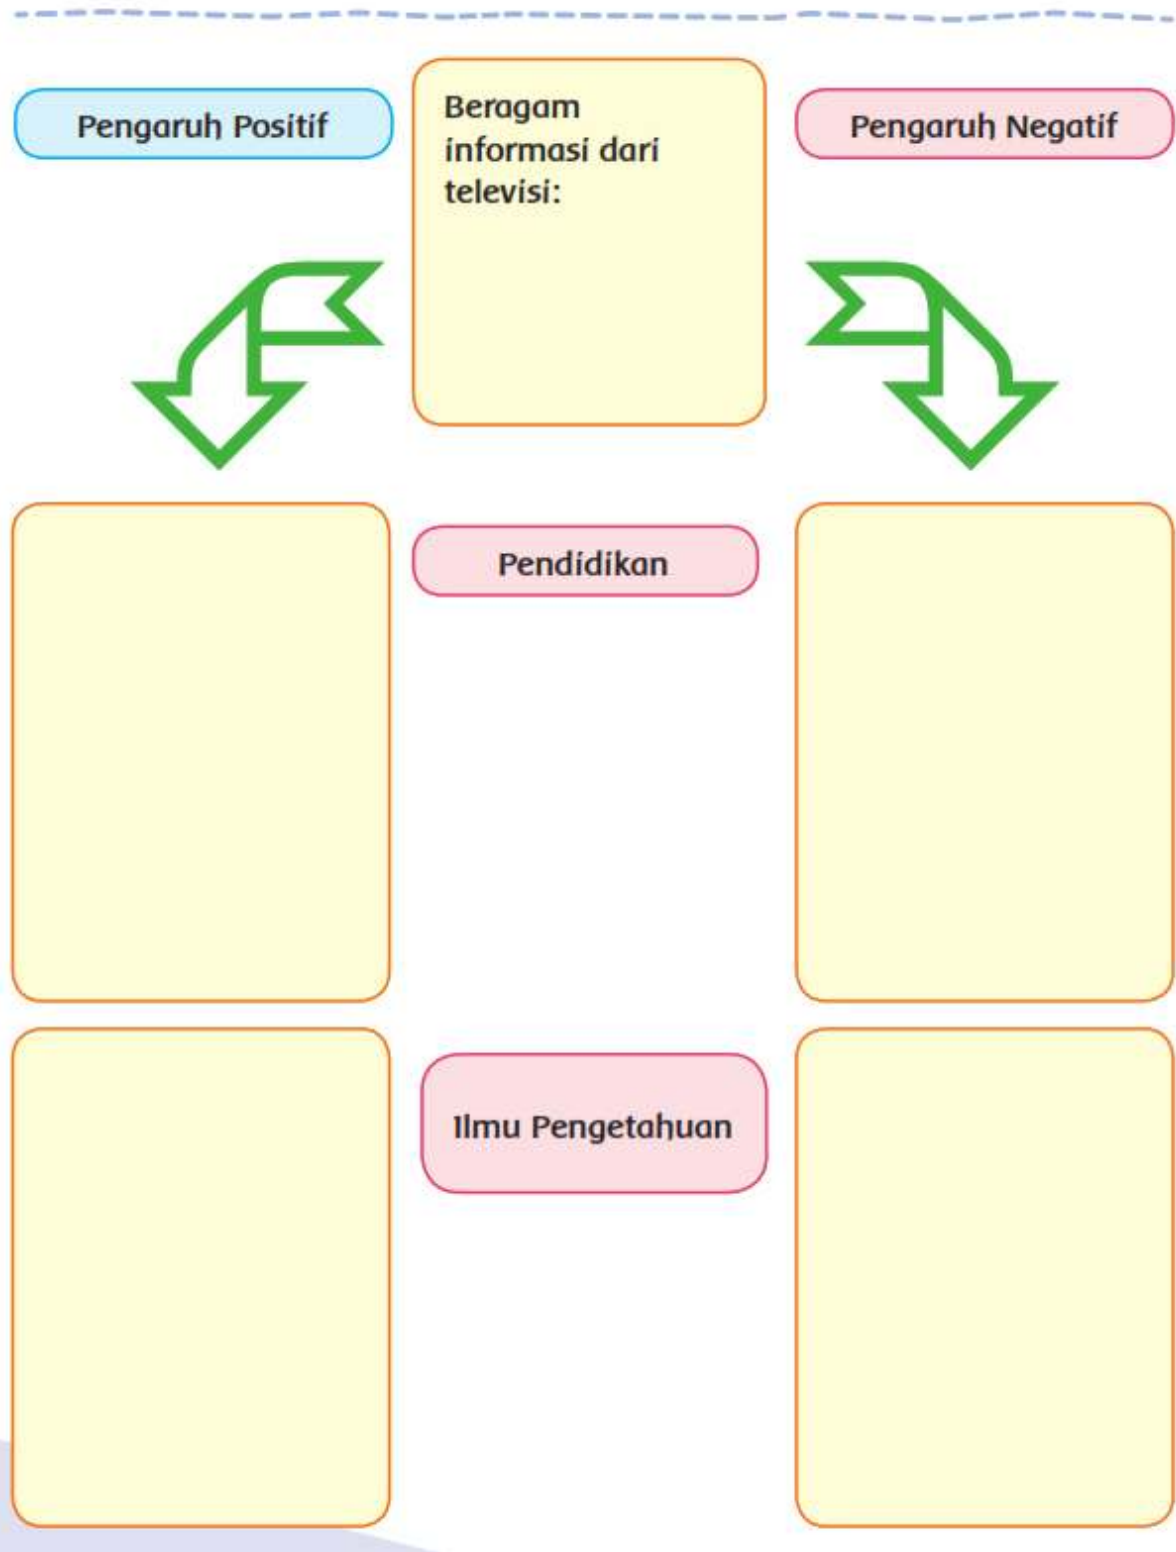 Pengaruh Positif
Beragam
informasi dari
televisi:
Pengaruh Negatif
Pendidikan
Ilmu Pengetahuan